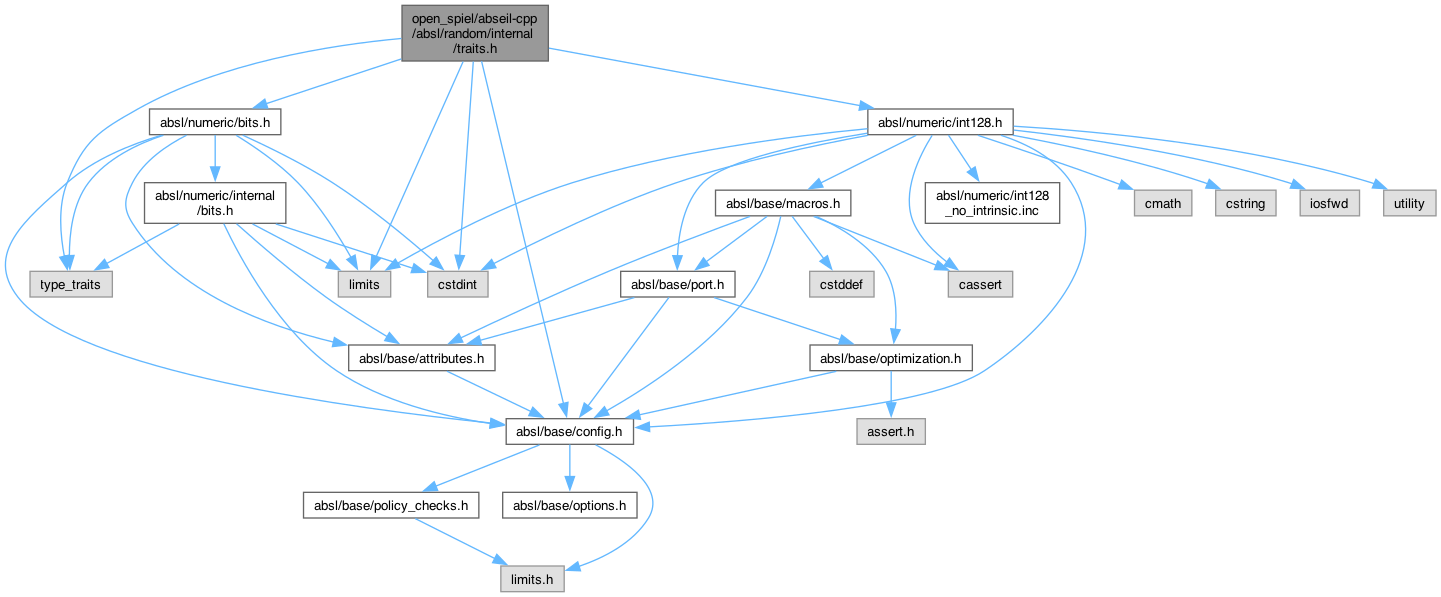 open_spiel/abseil-cpp
/absl/random/internal
/traits.h
absl/numeric/bits.h
absl/numeric/int128.h
absl/numeric/internal
/bits.h
absl/base/macros.h
absl/numeric/int128
_no_intrinsic.inc
cmath
cstring
iosfwd
utility
type_traits
limits
cstdint
absl/base/port.h
cstddef
cassert
absl/base/attributes.h
absl/base/optimization.h
absl/base/config.h
assert.h
absl/base/policy_checks.h
absl/base/options.h
limits.h